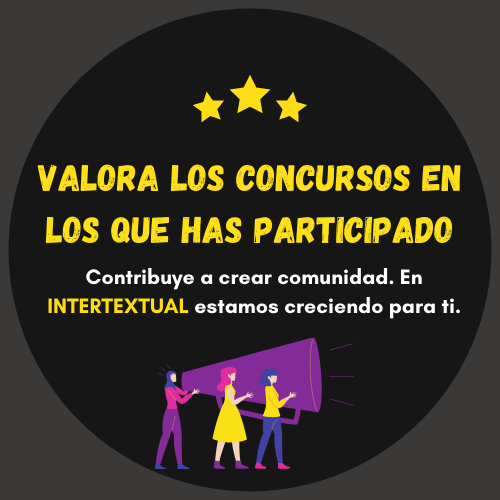 VALORA LOS CONCURSOS EN
LOS QUE HAS PARTICIPADO
Contribuye a crear comunidad. En
INTERTEXTUAL estamos creciendo para ti.